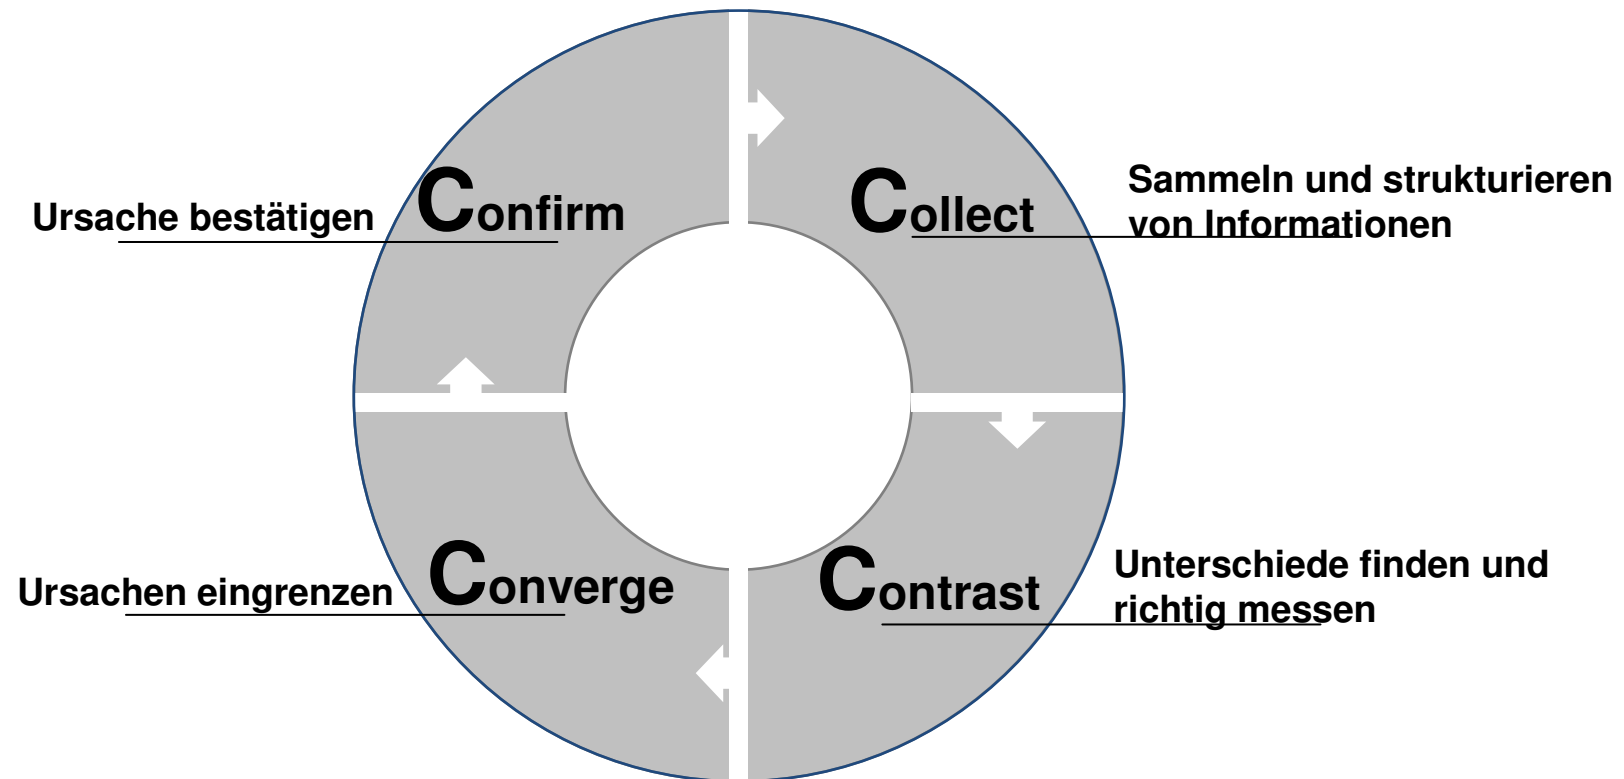 Collect
Sammeln und strukturieren
von Informationen
Contrast
Unterschiede finden und
richtig messen
Converge
Ursachen eingrenzen
Confirm
Ursache bestätigen